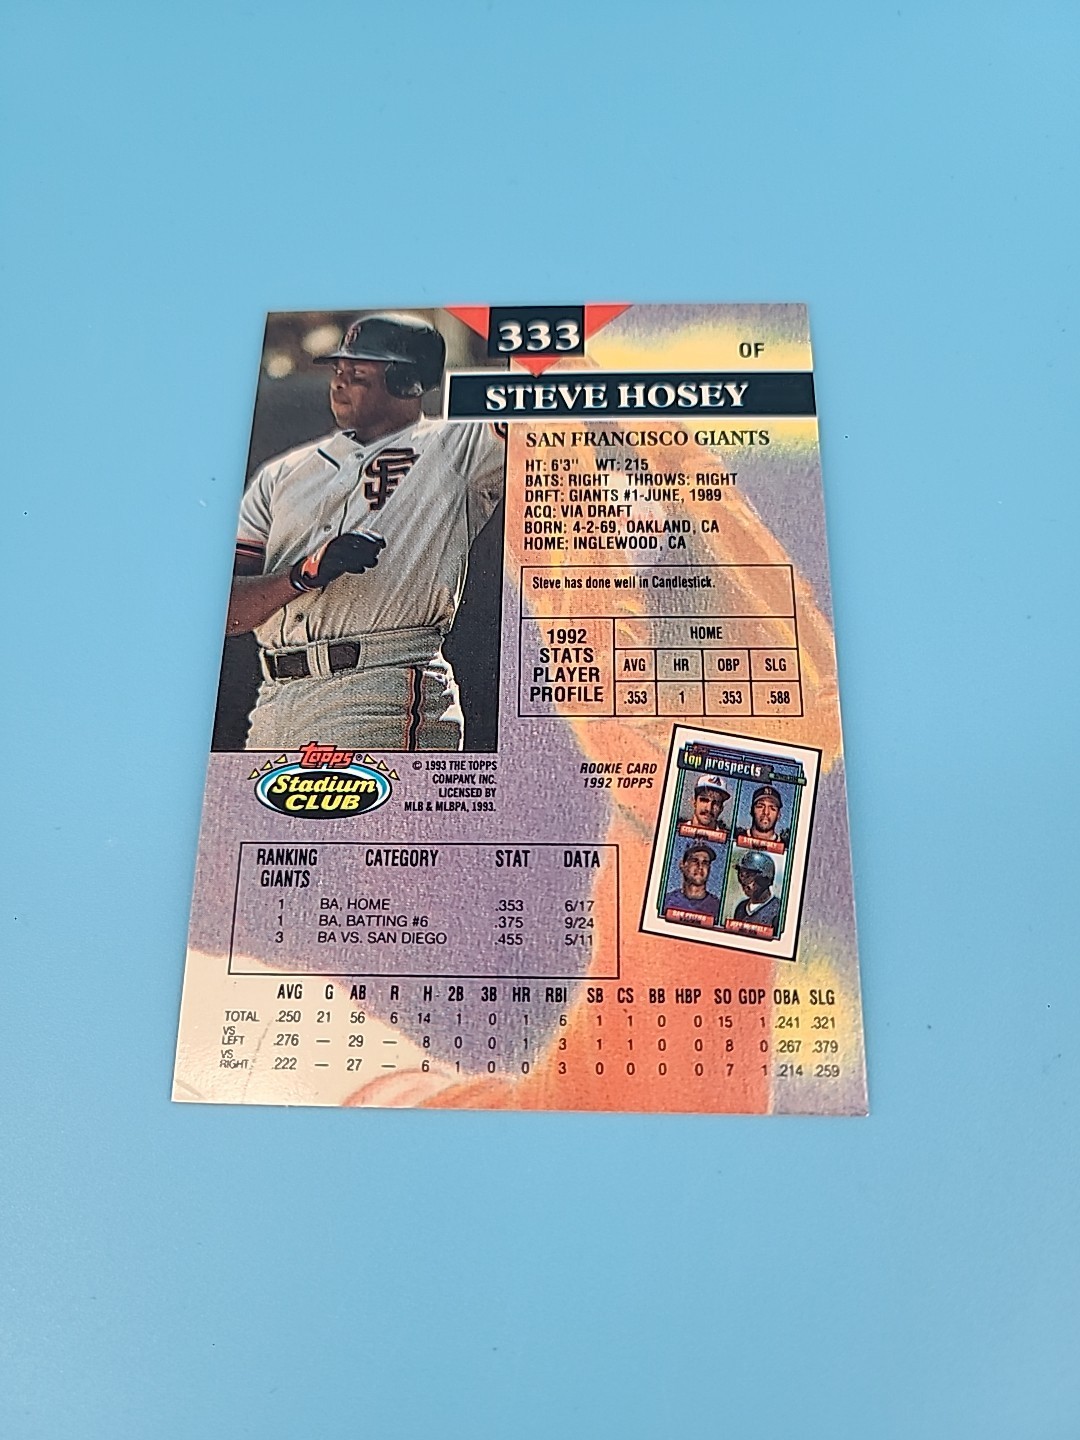 333
OF
STEVE HOSEY
SAN FRANCISCO GIANTS
HT: 6'3" WT: 215
BATS: RIGHT THROWS: RIGHT
DRFT: GIANTS #1-JUNE, 1989
ACQ: VIA DRAFT
BORN: 4-2-69, OAKLAND, CA
HOME: INGLEWOOD, CA
Steve has done well in Candlestick.
1992 STATS PLAYER PROFILE
HOME
AVG HR OBP SLG
.353 1 .353 .588
SF
Topps®
Stadium
CLUB
© 1993 THE TOPPS
COMPANY, INC.
LICENSED BY
MLB & MLBPA, 1993.
ROOKIE CARD
1992 TOPPS
top prospects
STEVE HOSEY
RANKING GIANTS CATEGORY STAT DATA
1 BA, HOME .353 6/17
1 BA, BATTING #6 .375 9/24
3 BA VS. SAN DIEGO .455 5/11
AVG G AB R H 2B 3B HR RBI SB CS BB HBP SO GDP OBA SLG
TOTAL .250 21 56 6 14 1 0 1 6 1 1 0 0 15 1 .241 .321
VS LEFT .276 — 29 — 8 0 0 1 3 1 1 0 0 8 0 .267 .379
VS RIGHT .222 — 27 — 6 1 0 0 3 0 0 0 0 7 1 .214 .259